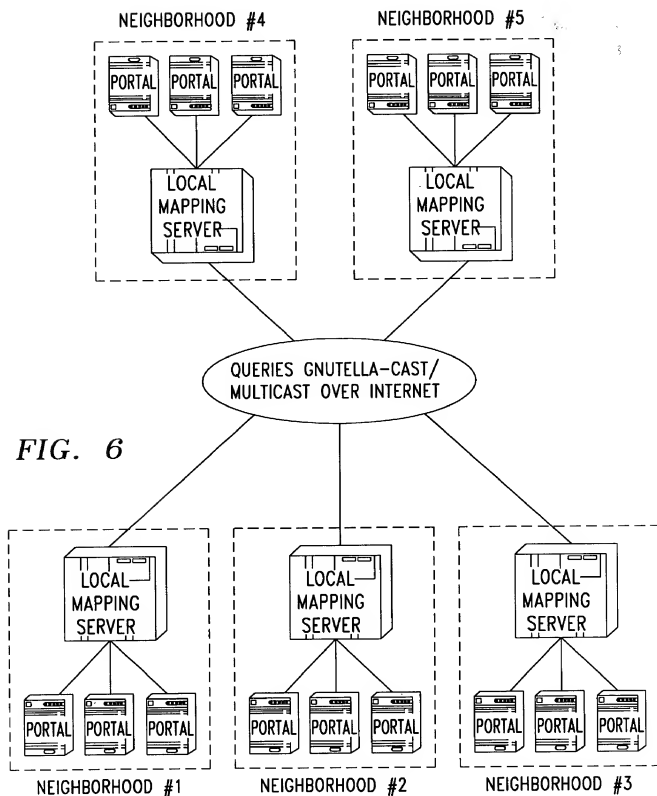 NEIGHBORHOOD #4
NEIGHBORHOOD #5
PORTAL PORTAL PORTAL
PORTAL PORTAL PORTAL
LOCAL
MAPPING
SERVER
LOCAL
MAPPING
SERVER
QUERIES GNUTELLA-CAST/
MULTICAST OVER INTERNET
FIG. 6
LOCAL
MAPPING
SERVER
LOCAL
MAPPING
SERVER
LOCAL
MAPPING
SERVER
PORTAL PORTAL PORTAL
PORTAL PORTAL PORTAL
PORTAL PORTAL PORTAL
NEIGHBORHOOD #1
NEIGHBORHOOD #2
NEIGHBORHOOD #3